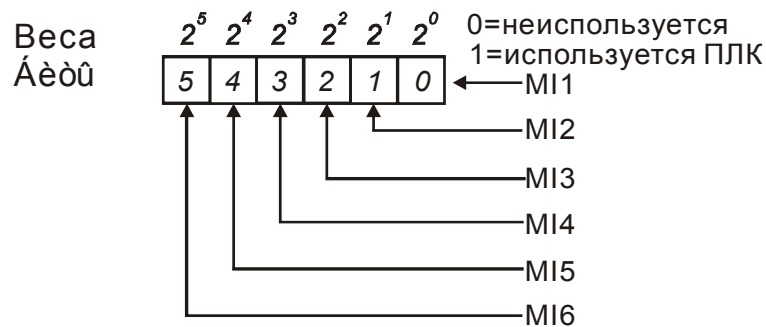 Веса 2⁵ 2⁴ 2³ 2² 2¹ 2⁰ 0=неиспользуется
1=используется ПЛК
Áèòû 5 4 3 2 1 0 MI1
MI2
MI3
MI4
MI5
MI6